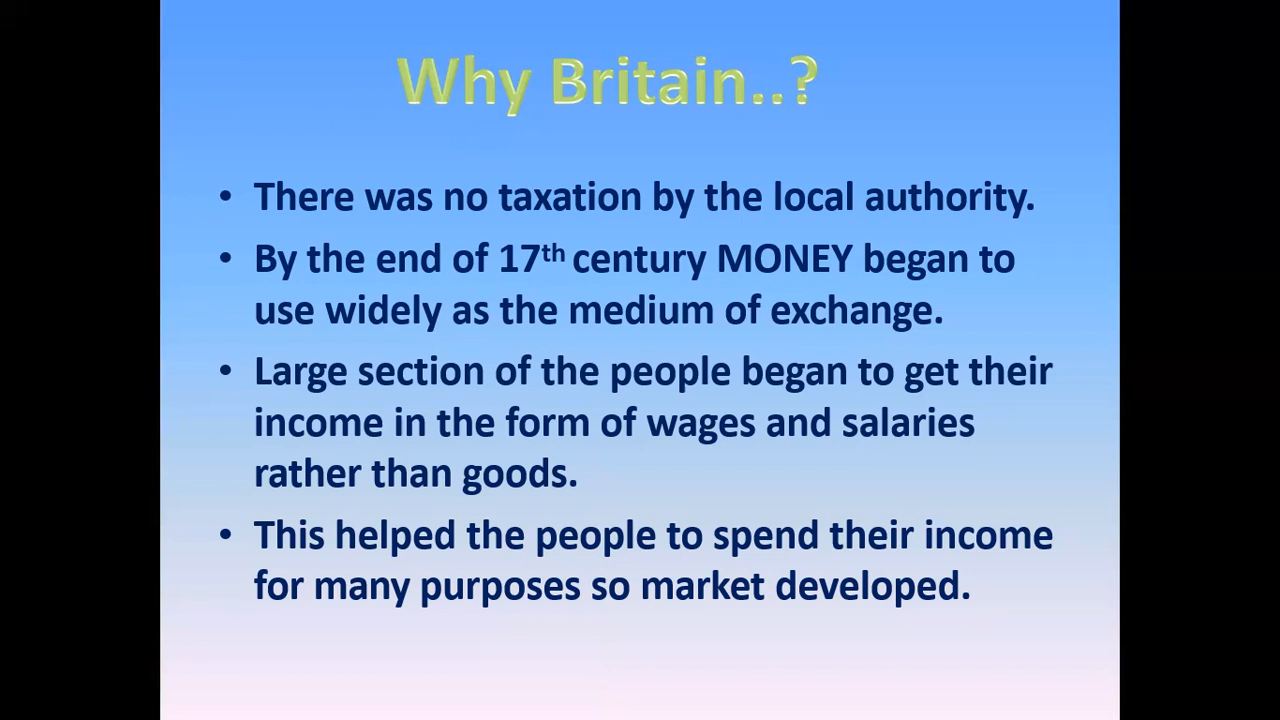 Why Britain..?
• There was no taxation by the local authority.
• By the end of 17th century MONEY began to
use widely as the medium of exchange.
• Large section of the people began to get their
income in the form of wages and salaries
rather than goods.
• This helped the people to spend their income
for many purposes so market developed.